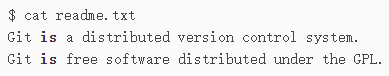 $ cat readme.txt
Git is a distributed version control system.
Git is free software distributed under the GPL.